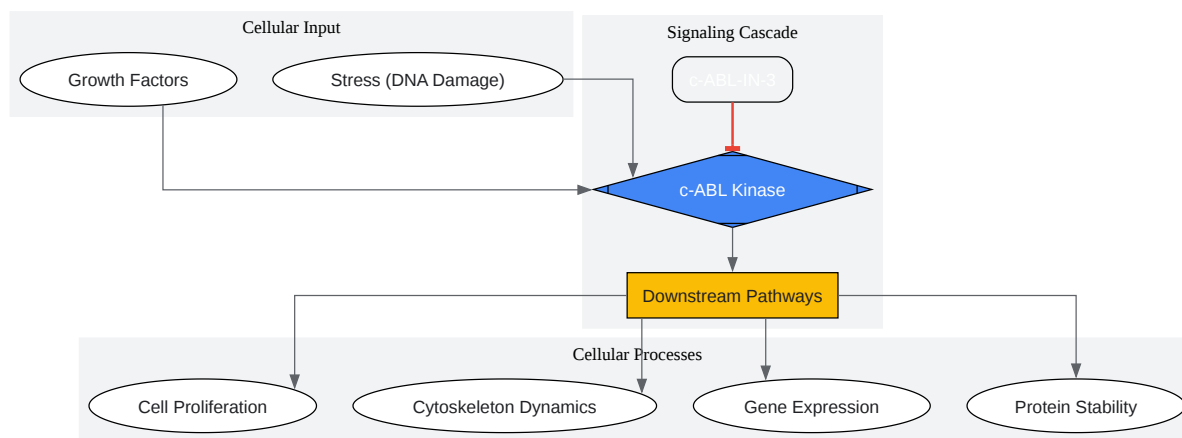 Cellular Input
Signaling Cascade
Growth Factors
Stress (DNA Damage)
c-ABL-IN-3
c-ABL Kinase
Downstream Pathways
Cellular Processes
Cell Proliferation
Cytoskeleton Dynamics
Gene Expression
Protein Stability